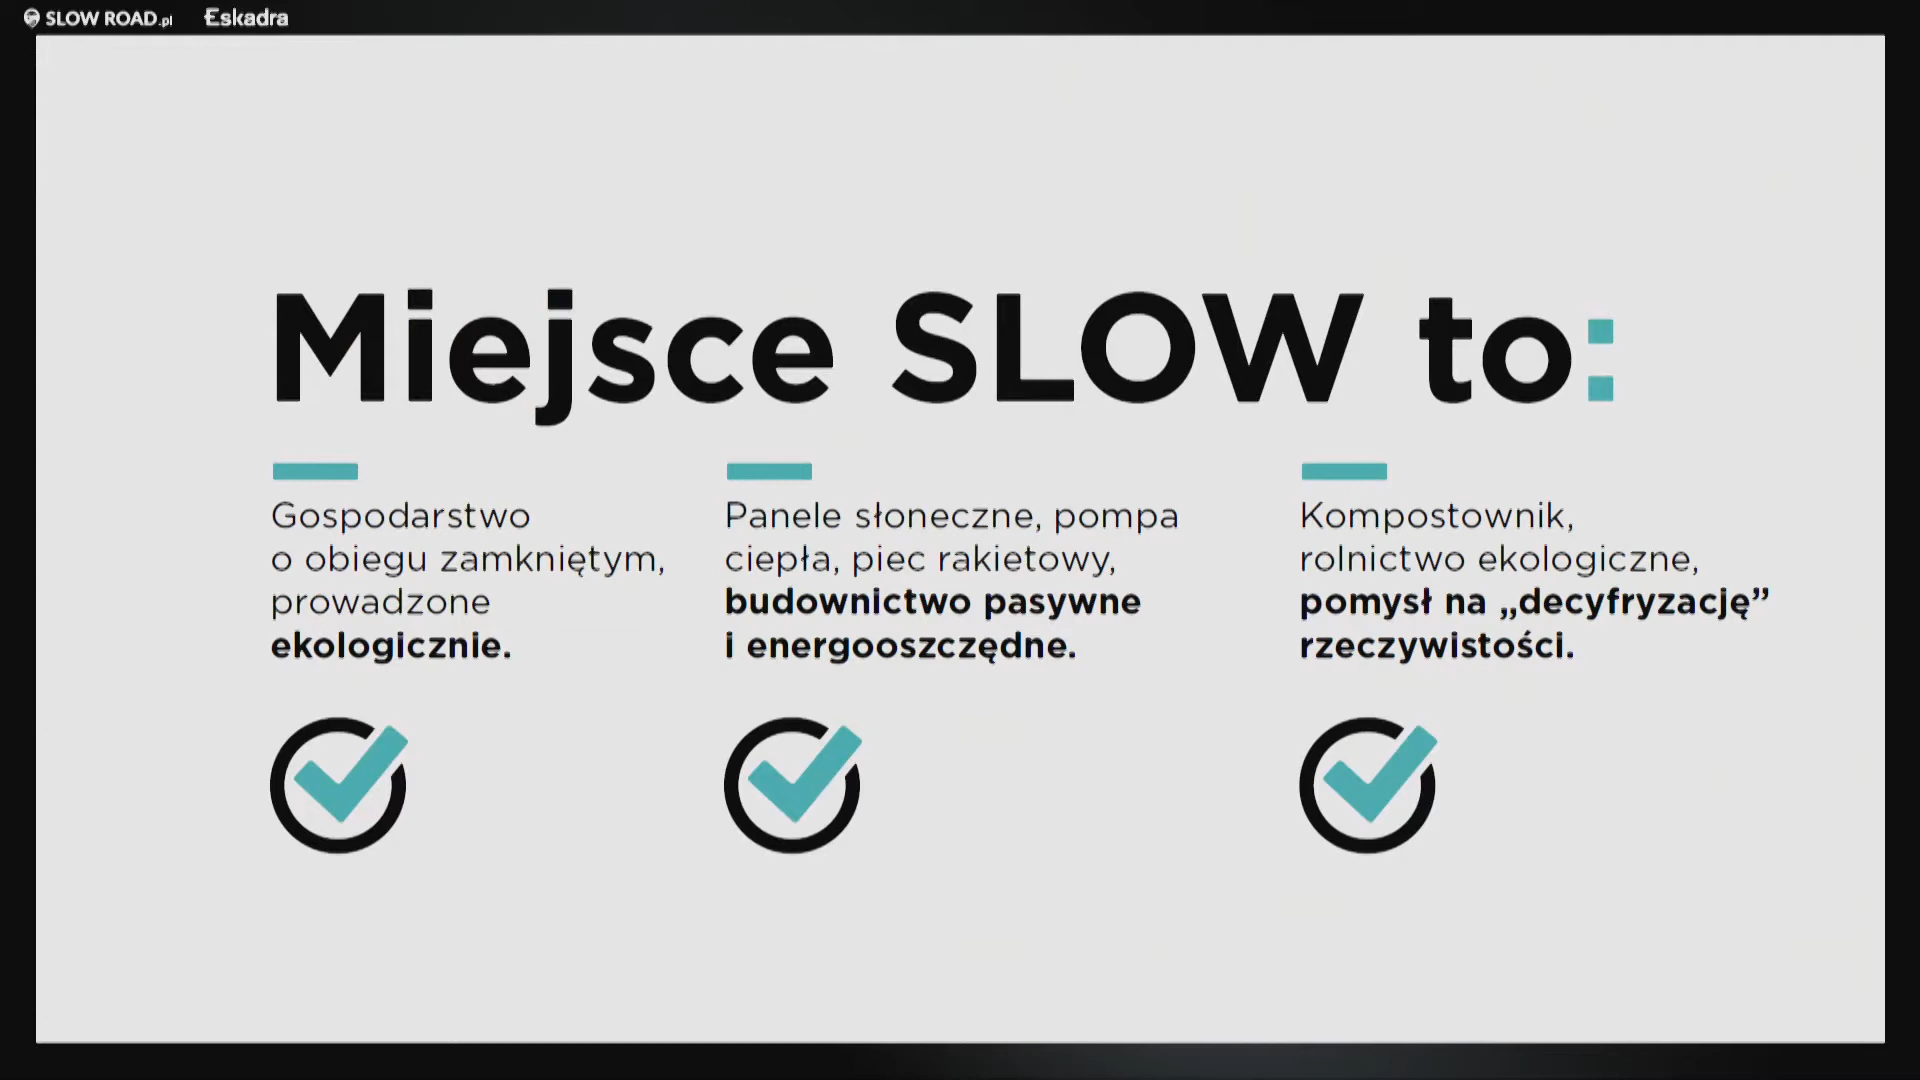 SLOW ROAD.pl Eskadra
Miejsce SLOW to:
Gospodarstwo
o obiegu zamkniętym,
prowadzone
ekologicznie.
Panele słoneczne, pompa
ciepła, piec rakietowy,
budownictwo pasywne
i energooszczędne.
Kompostownik,
rolnictwo ekologiczne,
pomysł na „decyfryzację”
rzeczywistości.